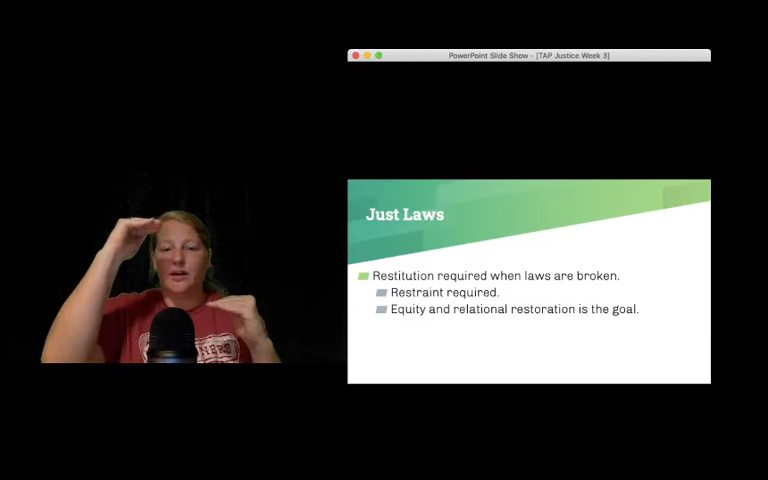 PowerPoint Slide Show - [TAP Justice Week 3]
Just Laws
Restitution required when laws are broken.
Restraint required.
Equity and relational restoration is the goal.